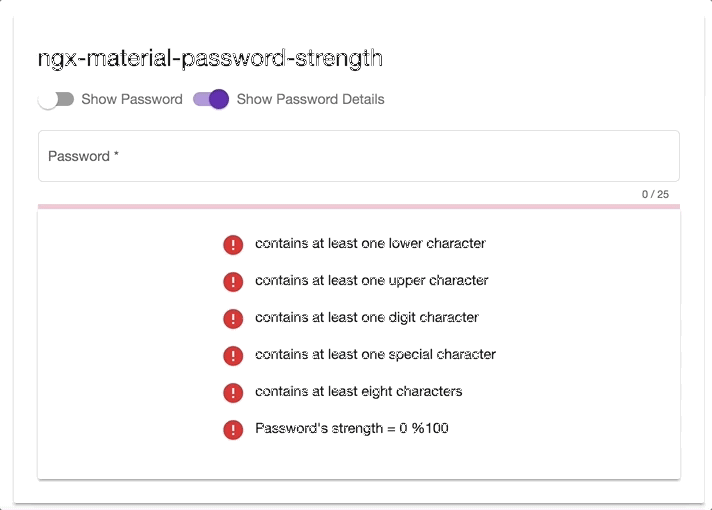 ngx-material-password-strength
Show Password Show Password Details
Password *
0 / 25
contains at least one lower character
contains at least one upper character
contains at least one digit character
contains at least one special character
contains at least eight characters
Password's strength = 0 %100